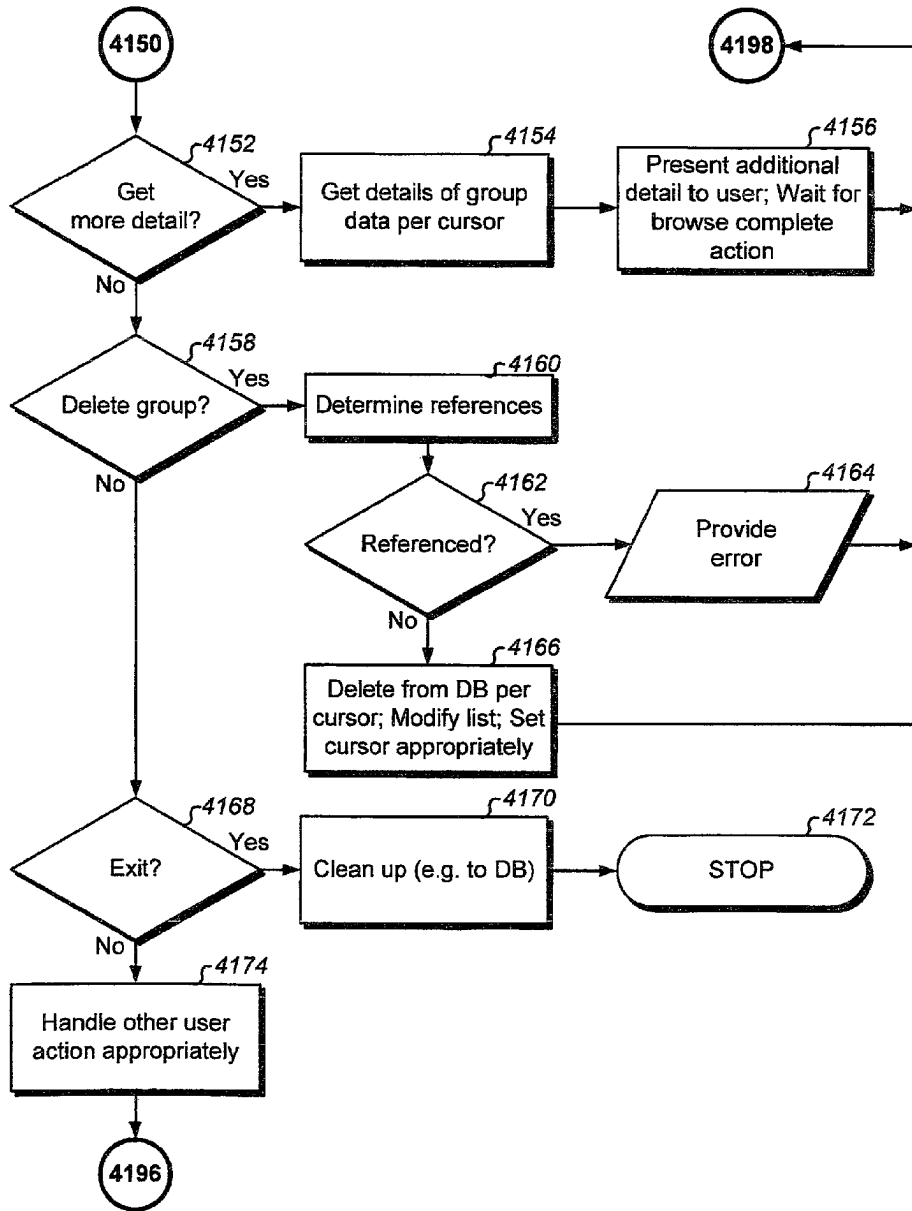 4150
4198
4152
Get
more detail?
Yes
No
4154
Get details of group
data per cursor
4156
Present additional
detail to user; Wait for
browse complete
action
4158
Delete group?
Yes
No
4160
Determine references
4162
Referenced?
Yes
No
4164
Provide
error
4166
Delete from DB per
cursor; Modify list; Set
cursor appropriately
4168
Exit?
Yes
No
4170
Clean up (e.g. to DB)
4172
STOP
4174
Handle other user
action appropriately
4196